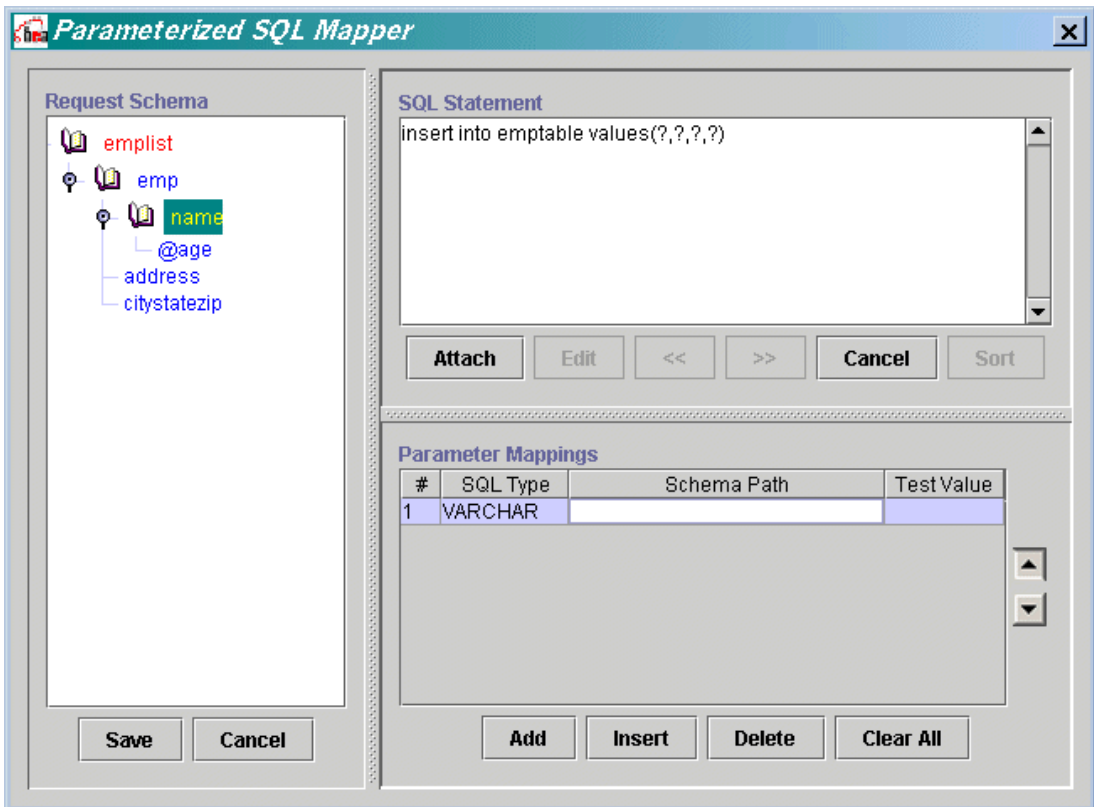 Parameterized SQL Mapper
Request Schema
emplist
emp
name
@age
address
citystatezip
Save Cancel
SQL Statement
insert into emptable values(?,?,?,?)
Attach Edit << >> Cancel Sort
Parameter Mappings
# SQL Type Schema Path Test Value
1 VARCHAR
Add Insert Delete Clear All